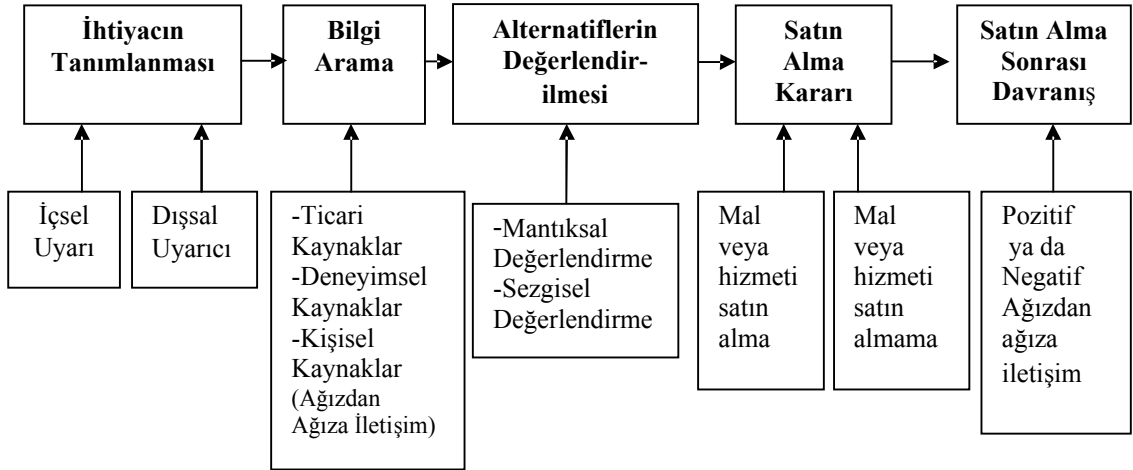 İhtiyacın
Tanımlanması
Bilgi
Arama
Alternatiflerin
Değerlendir-
ilmesi
Satın
Alma
Kararı
Satın Alma
Sonrası
Davranış
İçsel
Uyarı
Dışsal
Uyarıcı
-Ticari
Kaynaklar
-Deneyimsel
Kaynaklar
-Kişisel
Kaynaklar
(Ağızdan
Ağıza İletişim)
-Mantıksal
Değerlendirme
-Sezgisel
Değerlendirme
Mal
veya
hizmeti
satın
alma
Mal
veya
hizmeti
satın
almama
Pozitif
ya da
Negatif
Ağızdan
ağıza
iletişim